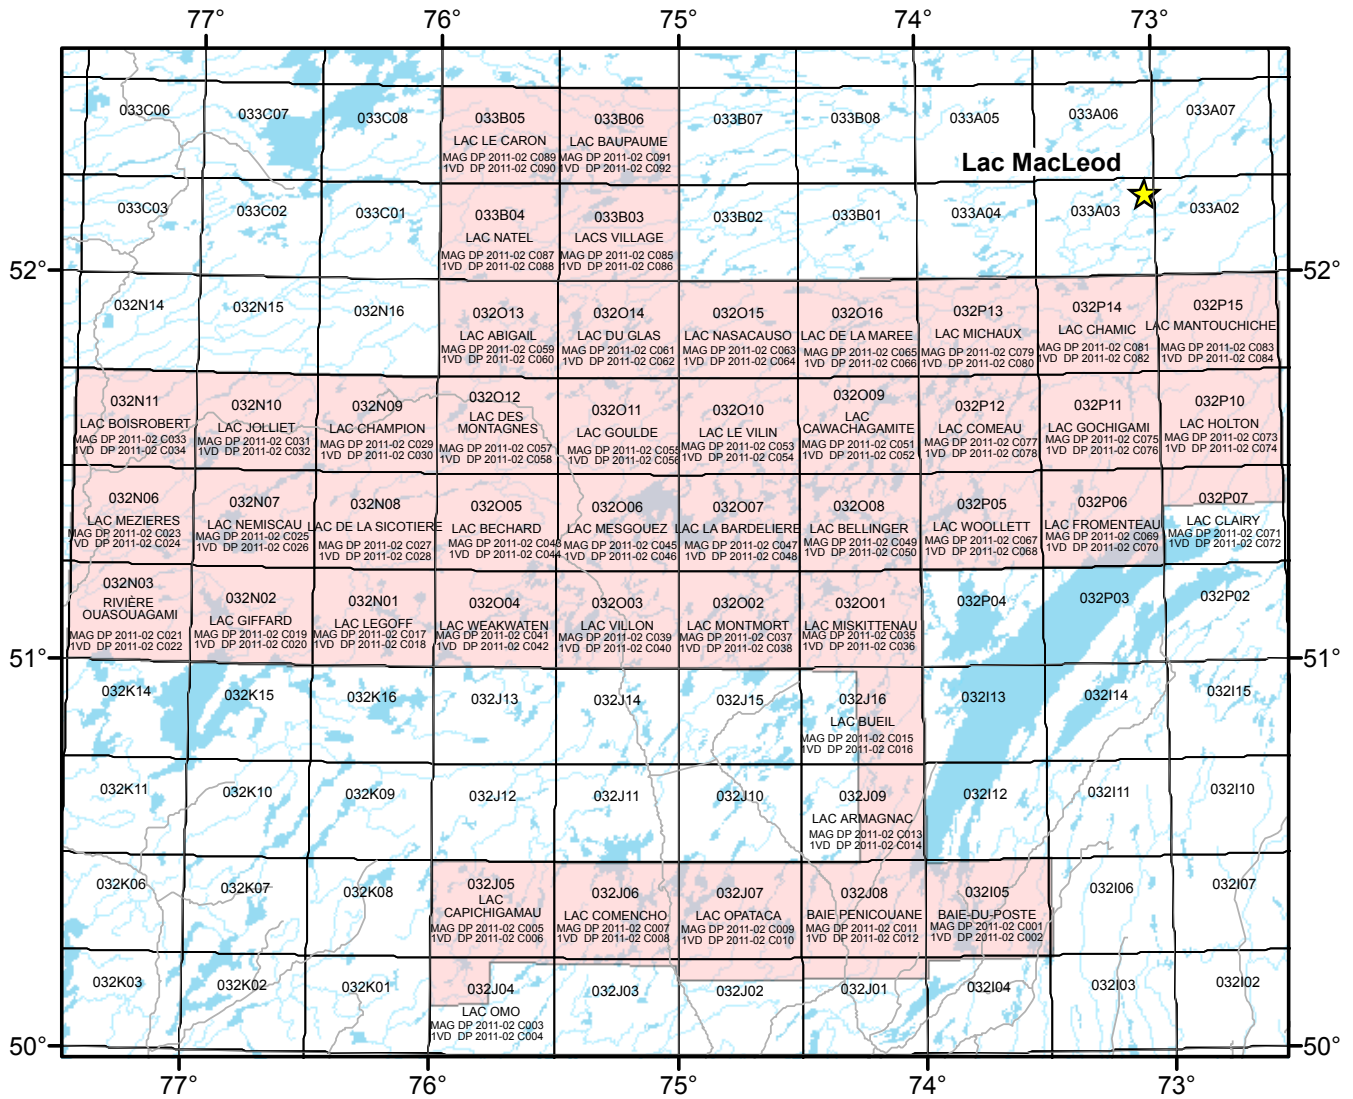 77° 76° 75° 74° 73°
033C06 033C07 033C08 033B05 033B06 033B07 033B08 033A05 033A06 033A07
LAC LE CARON LAC BAUPAUME
MAG DP 2011-02 C089 MAG DP 2011-02 C091
1VD DP 2011-02 C090 1VD DP 2011-02 C092
Lac MacLeod
033C03 033C02 033C01 033B04 033B03 033B02 033B01 033A04 033A03 033A02
LAC NATEL LACS VILLAGE
MAG DP 2011-02 C087 MAG DP 2011-02 C085
1VD DP 2011-02 C088 1VD DP 2011-02 C086
52° 52°
032N14 032N15 032N16 032O13 032O14 032O15 032O16 032P13 032P14 032P15
LAC ABIGAIL LAC DU GLAS LAC NASACAUSO LAC DE LA MAREE LAC MICHAUX LAC CHAMIC LAC MANTOUCHICHE
MAG DP 2011-02 C059 MAG DP 2011-02 C061 MAG DP 2011-02 C063 MAG DP 2011-02 C065 MAG DP 2011-02 C079 MAG DP 2011-02 C081 MAG DP 2011-02 C083
1VD DP 2011-02 C060 1VD DP 2011-02 C062 1VD DP 2011-02 C064 1VD DP 2011-02 C066 1VD DP 2011-02 C080 1VD DP 2011-02 C082 1VD DP 2011-02 C084
032N11 032N10 032N09 032O12 032O11 032O10 032O09 032P12 032P11 032P10
LAC BOISROBERT LAC JOLLIET LAC CHAMPION LAC DES MONTAGNES LAC GOULDE LAC LE VILIN LAC CAWACHAGAMITE LAC COMEAU LAC GOCHIGAMI LAC HOLTON
MAG DP 2011-02 C033 MAG DP 2011-02 C031 MAG DP 2011-02 C029 MAG DP 2011-02 C057 MAG DP 2011-02 C055 MAG DP 2011-02 C053 MAG DP 2011-02 C051 MAG DP 2011-02 C077 MAG DP 2011-02 C075 MAG DP 2011-02 C073
1VD DP 2011-02 C034 1VD DP 2011-02 C032 1VD DP 2011-02 C030 1VD DP 2011-02 C058 1VD DP 2011-02 C056 1VD DP 2011-02 C054 1VD DP 2011-02 C052 1VD DP 2011-02 C078 1VD DP 2011-02 C076 1VD DP 2011-02 C074
032N06 032N07 032N08 032O05 032O06 032O07 032O08 032P05 032P06 032P07
LAC MEZIERES LAC NEMISCAU LAC DE LA SICOTIERE LAC BECHARD LAC MESGOUEZ LAC LA BARDELIERE LAC BELLINGER LAC WOOLLETT LAC FROMENTEAU LAC CLAIRY
MAG DP 2011-02 C023 MAG DP 2011-02 C025 MAG DP 2011-02 C027 MAG DP 2011-02 C045 MAG DP 2011-02 C047 MAG DP 2011-02 C049 MAG DP 2011-02 C067 MAG DP 2011-02 C069 MAG DP 2011-02 C071
1VD DP 2011-02 C024 1VD DP 2011-02 C026 1VD DP 2011-02 C028 1VD DP 2011-02 C044 1VD DP 2011-02 C046 1VD DP 2011-02 C048 1VD DP 2011-02 C050 1VD DP 2011-02 C068 1VD DP 2011-02 C070 1VD DP 2011-02 C072
032N03 032N02 032N01 032O04 032O03 032O02 032O01 032P04 032P03 032P02
RIVIÈRE OUASOUAGAMI LAC GIFFARD LAC LEGOFF LAC WEAKWATEN LAC VILLON LAC MONTMORT LAC MISKITTENAU
MAG DP 2011-02 C021 MAG DP 2011-02 C019 MAG DP 2011-02 C017 MAG DP 2011-02 C041 MAG DP 2011-02 C039 MAG DP 2011-02 C037 MAG DP 2011-02 C035
1VD DP 2011-02 C022 1VD DP 2011-02 C020 1VD DP 2011-02 C018 1VD DP 2011-02 C042 1VD DP 2011-02 C040 1VD DP 2011-02 C038 1VD DP 2011-02 C036
51° 51°
032K14 032K15 032K16 032J13 032J14 032J15 032J16 032I13 032I14 032I15
LAC BUEIL
MAG DP 2011-02 C015
1VD DP 2011-02 C016
032K11 032K10 032K09 032J12 032J11 032J10 032J09 032I12 032I11 032I10
LAC ARMAGNAC
MAG DP 2011-02 C013
1VD DP 2011-02 C014
032K06 032K07 032K08 032J05 032J06 032J07 032J08 032I05 032I06 032I07
LAC CAPICHIGAMAU LAC COMENCHO LAC OPATACA BAIE PENICOUANE BAIE-DU-POSTE
MAG DP 2011-02 C005 MAG DP 2011-02 C007 MAG DP 2011-02 C009 MAG DP 2011-02 C011 MAG DP 2011-02 C001
1VD DP 2011-02 C006 1VD DP 2011-02 C008 1VD DP 2011-02 C010 1VD DP 2011-02 C012 1VD DP 2011-02 C002
032K03 032K02 032K01 032J04 032J03 032J02 032J01 032I04 032I03 032I02
LAC OMO
MAG DP 2011-02 C003
1VD DP 2011-02 C004
50° 50°
77° 76° 75° 74° 73°